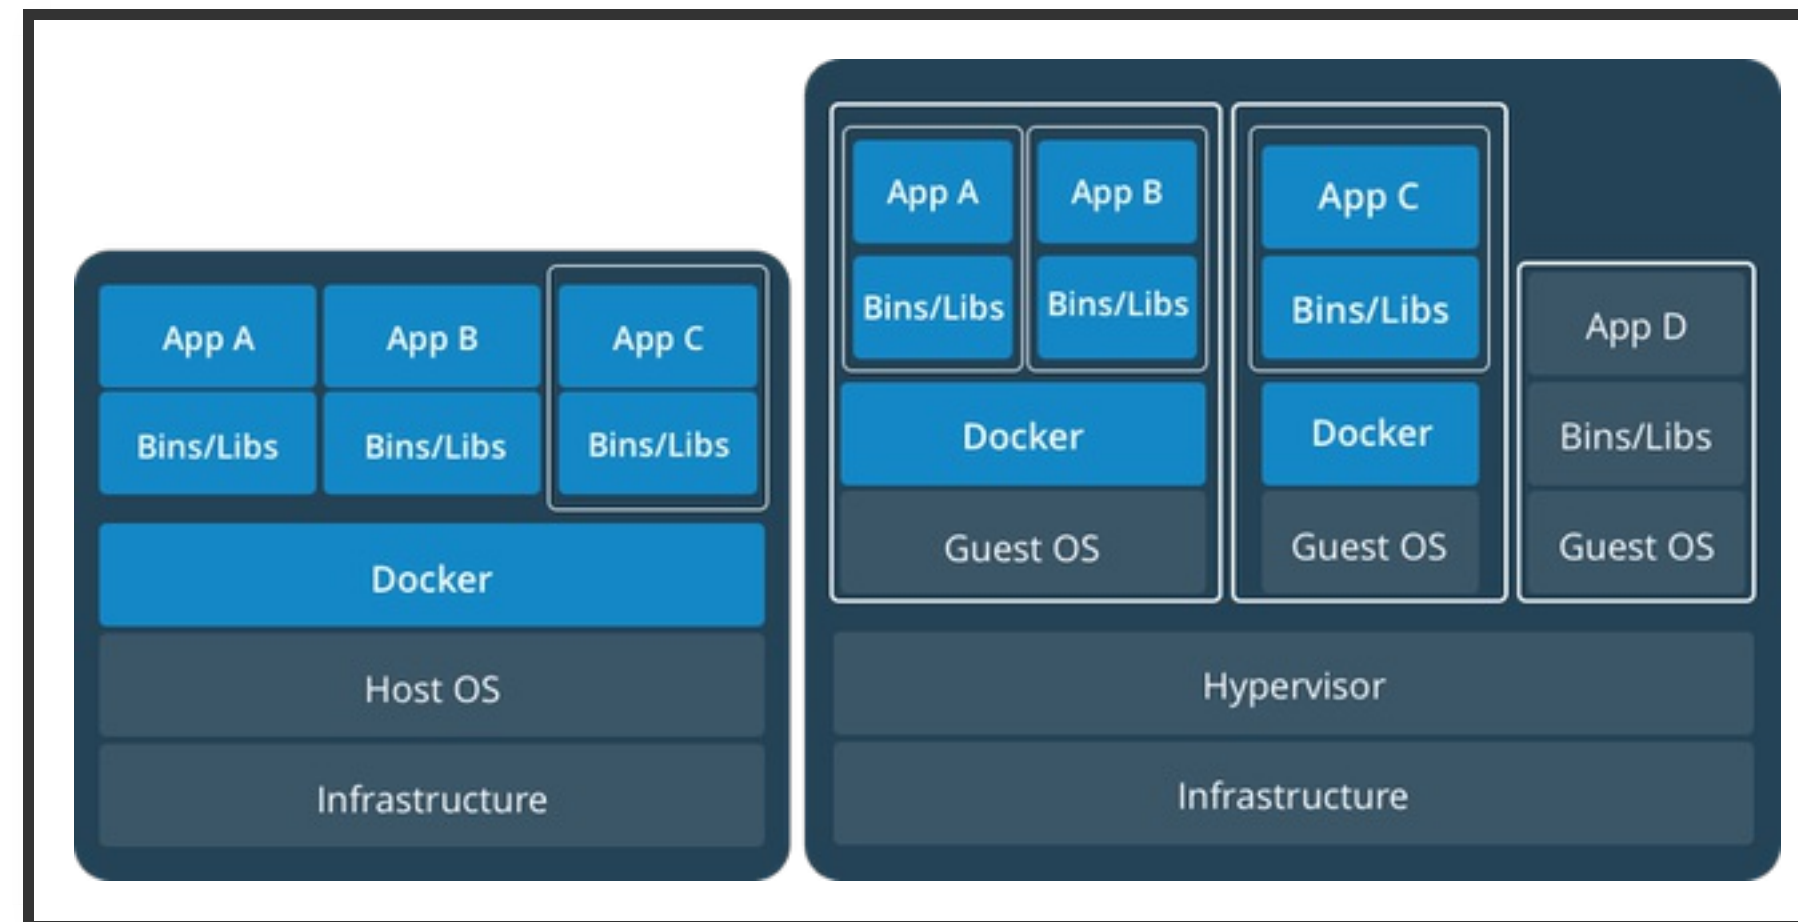 App A
App B
App C
Bins/Libs
Bins/Libs
Bins/Libs
Docker
Host OS
Infrastructure
App A
App B
App C
Bins/Libs
Bins/Libs
Bins/Libs
App D
Docker
Docker
Bins/Libs
Guest OS
Guest OS
Guest OS
Hypervisor
Infrastructure